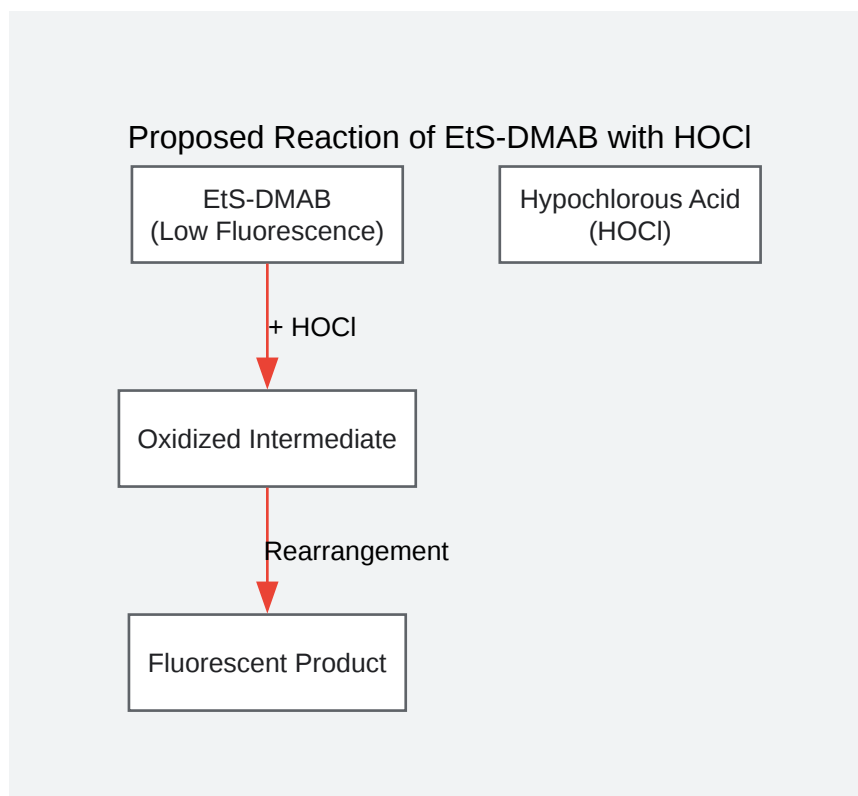 Proposed Reaction of EtS-DMAB with HOCl
EtS-DMAB
(Low Fluorescence)
Hypochlorous Acid
(HOCl)
+ HOCl
Oxidized Intermediate
Rearrangement
Fluorescent Product